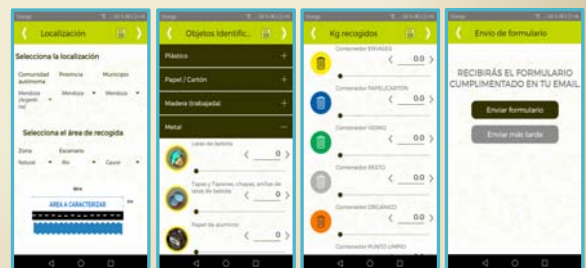 Localización
Selecciona la localización
Comunidad autónoma
Provincia
Municipio
Mendoza (Argentina)
Mendoza
Mendoza
Selecciona el área de recogida
Zona
Escenario
Natural
Río
Cauce
AREA A CARACTERIZAR
Objetos Identific...
Plástico
Papel / Cartón
Madera (trabajada)
Metal
Latas de bebida
0
Tapas y Tapones, chapas, anillas de latas de bebida
0
Papel de aluminio
0
Kg recogidos
Contenedor ENVASES
0.0
Contenedor PAPEL/CARTÓN
0.0
Contenedor VIDRIO
0.0
Contenedor RESTO
0.0
Contenedor ORGÁNICO
0.0
Contenedor PUNTO LIMPIO
Envío de formulario
RECIBIRÁS EL FORMULARIO
CUMPLIMENTADO EN TU EMAIL
Enviar formulario
Enviar más tarde